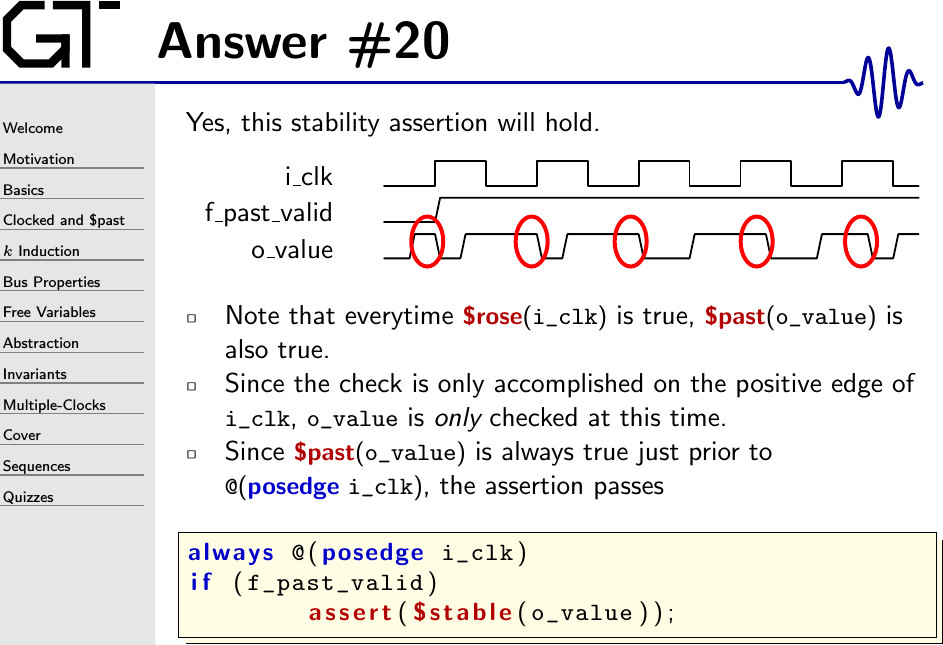 GT
Answer #20
Welcome
Motivation
Basics
Clocked and $past
k Induction
Bus Properties
Free Variables
Abstraction
Invariants
Multiple-Clocks
Cover
Sequences
Quizzes
Yes, this stability assertion will hold.
i_clk
f_past_valid
o_value
Note that everytime $rose(i_clk) is true, $past(o_value) is
also true.
Since the check is only accomplished on the positive edge of
i_clk, o_value is only checked at this time.
Since $past(o_value) is always true just prior to
@(posedge i_clk), the assertion passes
always @(posedge i_clk)
if (f_past_valid)
assert($stable(o_value));